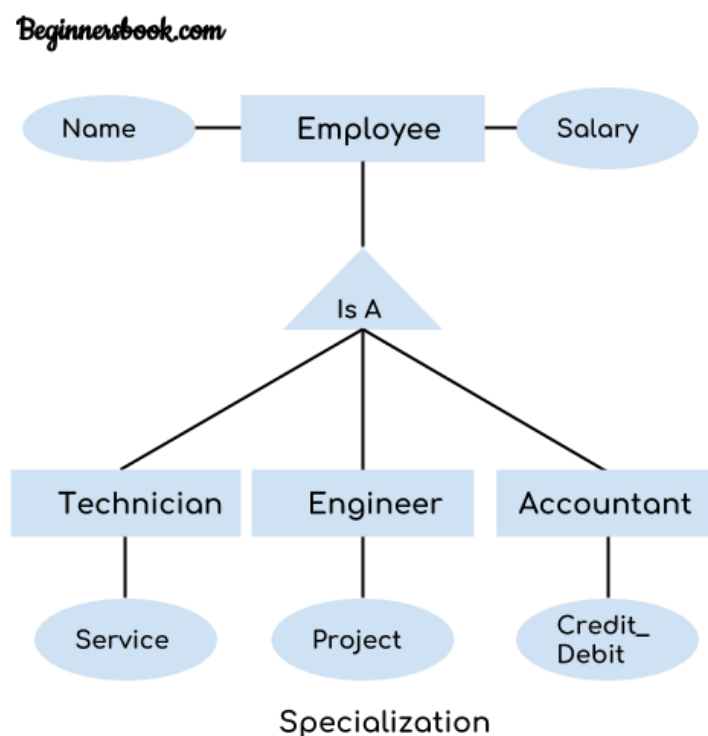 Beginnersbook.com
Name
Employee
Salary
Is A
Technician
Engineer
Accountant
Service
Project
Credit_
Debit
Specialization